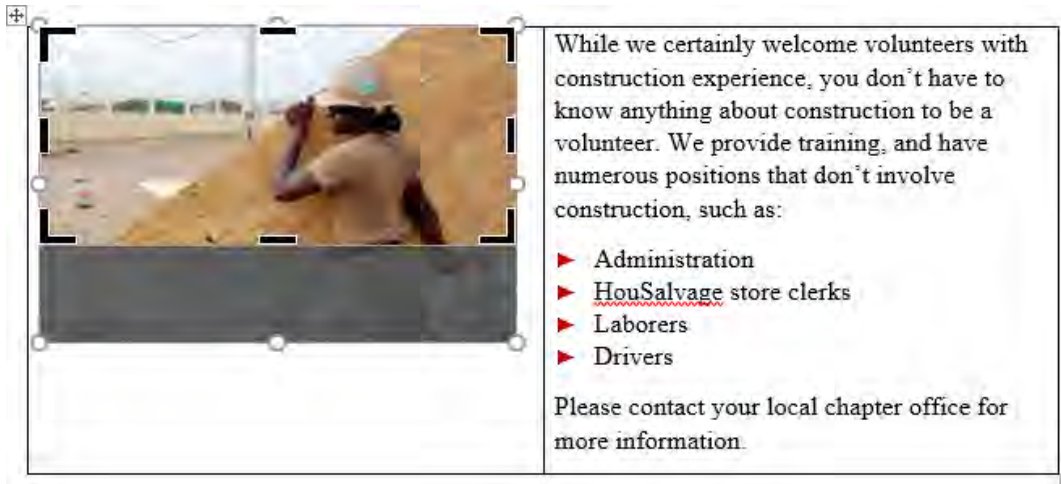 While we certainly welcome volunteers with
construction experience, you don't have to
know anything about construction to be a
volunteer. We provide training, and have
numerous positions that don't involve
construction, such as:
► Administration
► HouSalvage store clerks
► Laborers
► Drivers
Please contact your local chapter office for
more information.